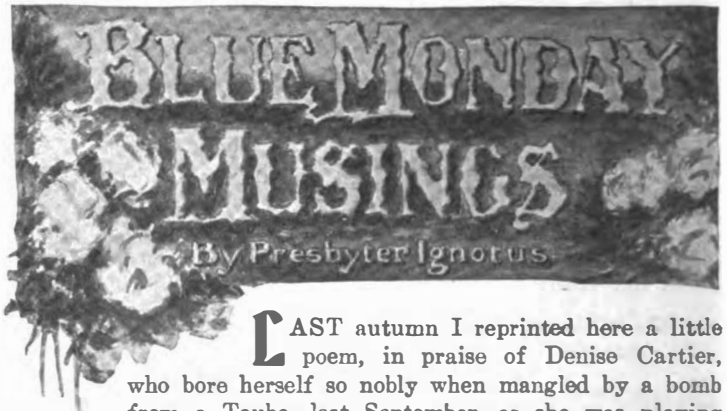 BLUE MONDAY
MUSINGS
By Presbyter Ignotus
LAST autumn I reprinted here a little
poem, in praise of Denise Cartier,
who bore herself so nobly when mangled by a bomb
from a Taube, last September, as she was playing